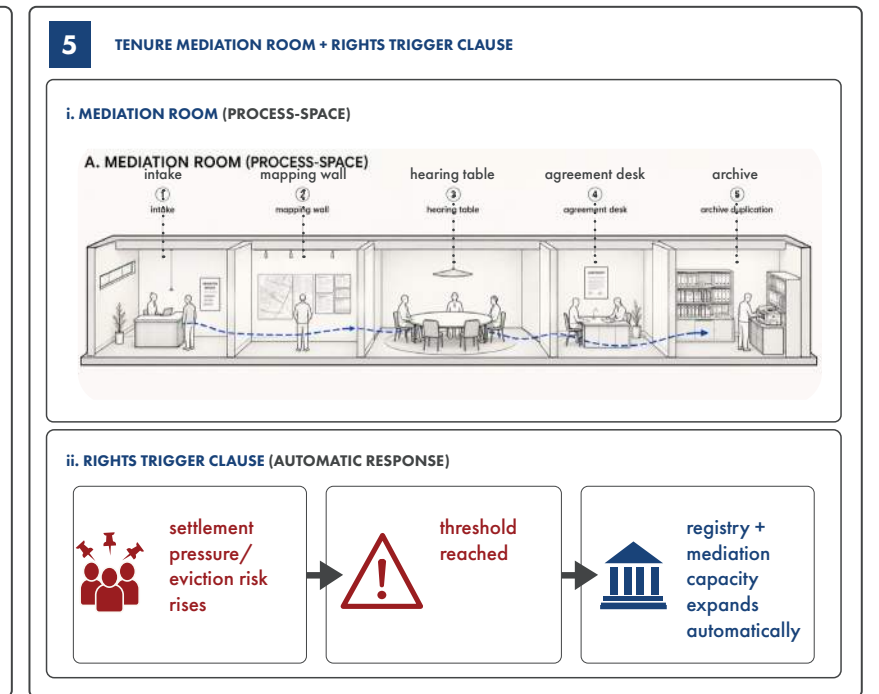 5
TENURE MEDIATION ROOM + RIGHTS TRIGGER CLAUSE
i. MEDIATION ROOM (PROCESS-SPACE)
A. MEDIATION ROOM (PROCESS-SPACE)
intake mapping wall hearing table agreement desk archive
1 2 3 4 5
intake mapping wall hearing table agreement desk archive duplication
ii. RIGHTS TRIGGER CLAUSE (AUTOMATIC RESPONSE)
settlement
pressure/
eviction risk
rises
threshold
reached
registry +
mediation
capacity
expands
automatically